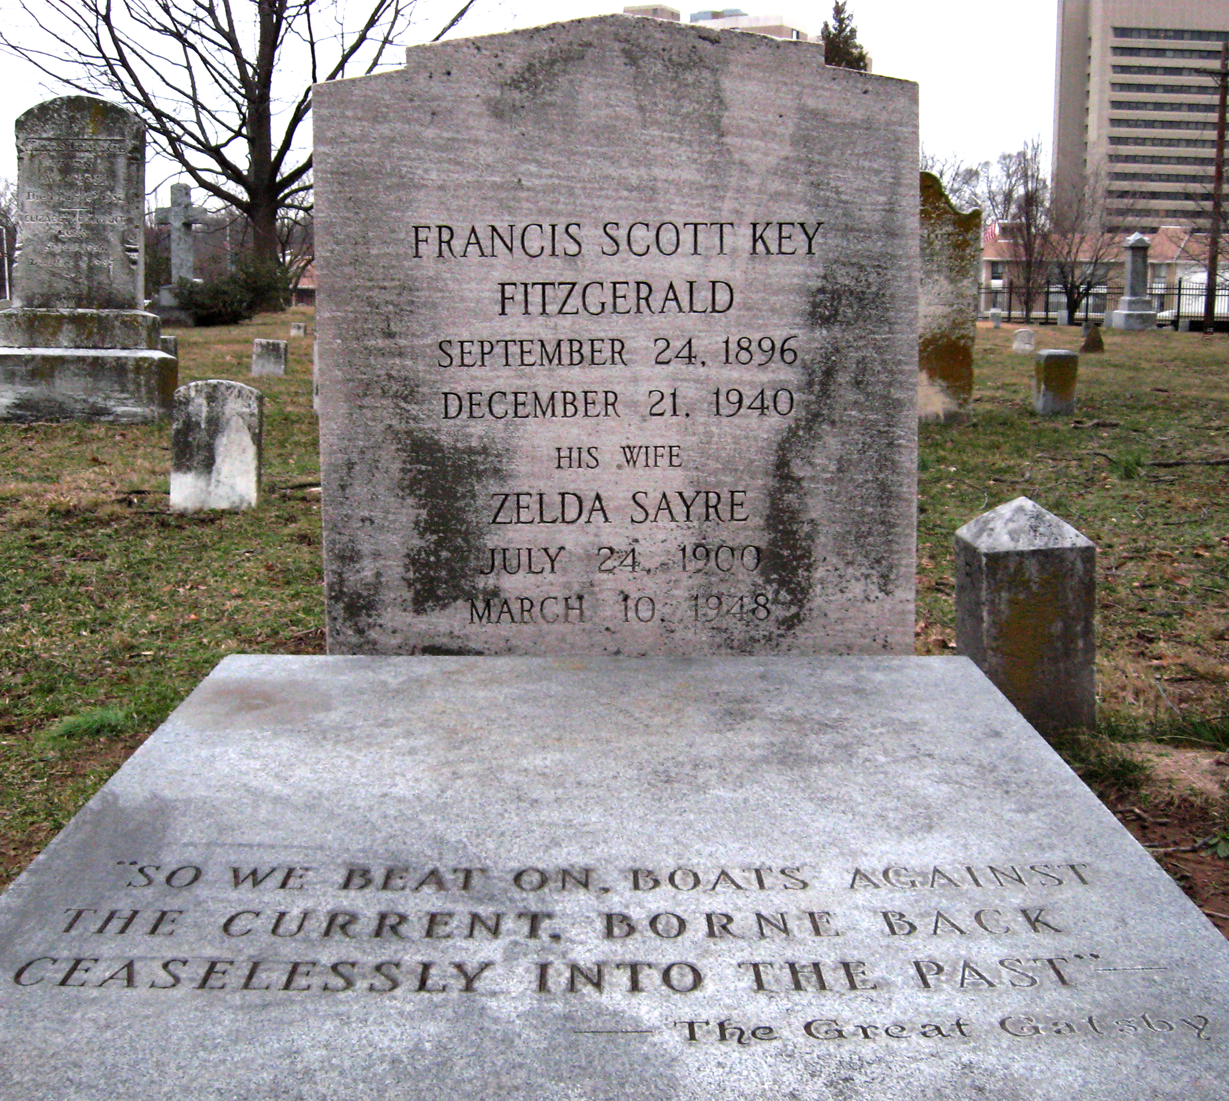 FRANCIS SCOTT KEY
FITZGERALD
SEPTEMBER 24, 1896
DECEMBER 21, 1940
HIS WIFE
ZELDA SAYRE
JULY 24, 1900
MARCH 10, 1948
"SO WE BEAT ON, BOATS AGAINST
THE CURRENT, BORNE BACK
CEASELESSLY INTO THE PAST"—
— The Great Gatsby